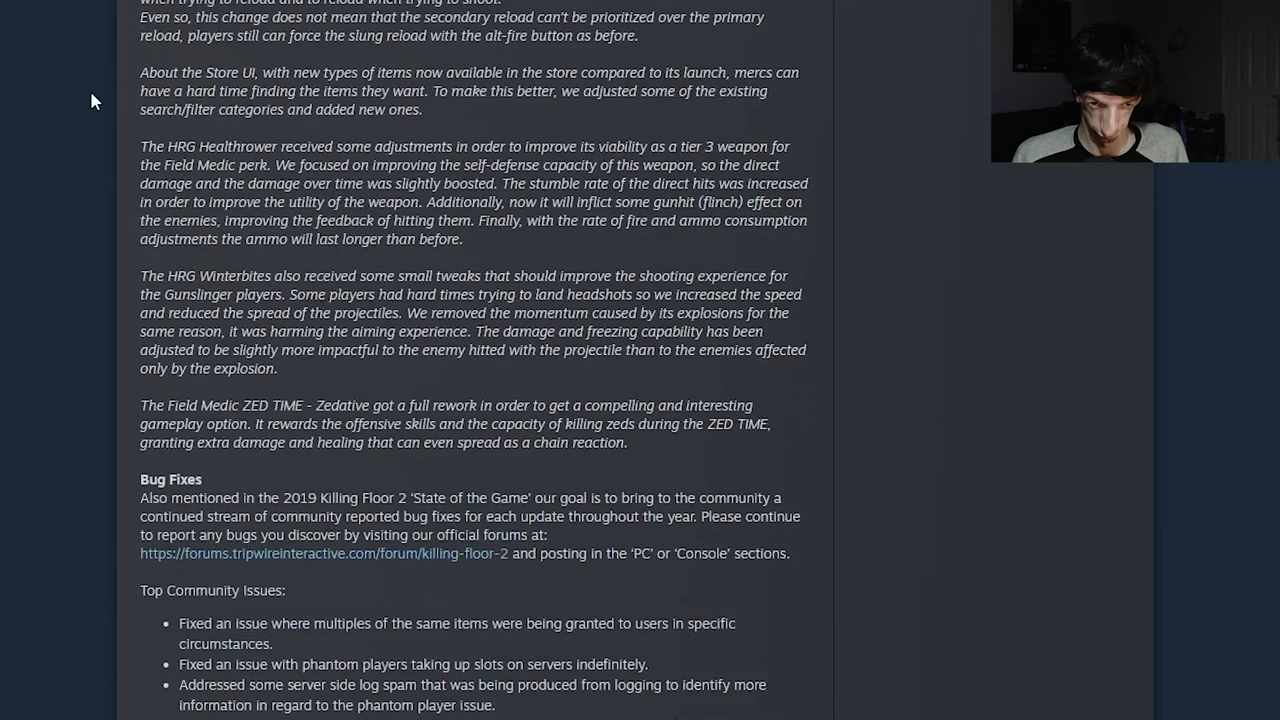 when trying to reload and to reload when trying to shoot.
Even so, this change does not mean that the secondary reload can't be prioritized over the primary
reload, players still can force the slung reload with the alt-fire button as before.
About the Store UI, with new types of items now available in the store compared to its launch, mercs can
have a hard time finding the items they want. To make this better, we adjusted some of the existing
search/filter categories and added new ones.
The HRG Healthrower received some adjustments in order to improve its viability as a tier 3 weapon for
the Field Medic perk. We focused on improving the self-defense capacity of this weapon, so the direct
damage and the damage over time was slightly boosted. The stumble rate of the direct hits was increased
in order to improve the utility of the weapon. Additionally, now it will inflict some gunhit (flinch) effect on
the enemies, improving the feedback of hitting them. Finally, with the rate of fire and ammo consumption
adjustments the ammo will last longer than before.
The HRG Winterbites also received some small tweaks that should improve the shooting experience for
the Gunslinger players. Some players had hard times trying to land headshots so we increased the speed
and reduced the spread of the projectiles. We removed the momentum caused by its explosions for the
same reason, it was harming the aiming experience. The damage and freezing capability has been
adjusted to be slightly more impactful to the enemy hitted with the projectile than to the enemies affected
only by the explosion.
The Field Medic ZED TIME - Zedative got a full rework in order to get a compelling and interesting
gameplay option. It rewards the offensive skills and the capacity of killing zeds during the ZED TIME,
granting extra damage and healing that can even spread as a chain reaction.
Bug Fixes
Also mentioned in the 2019 Killing Floor 2 ‘State of the Game’ our goal is to bring to the community a
continued stream of community reported bug fixes for each update throughout the year. Please continue
to report any bugs you discover by visiting our official forums at:
https://forums.tripwireinteractive.com/forum/killing-floor-2 and posting in the ‘PC’ or ‘Console’ sections.
Top Community Issues:
• Fixed an issue where multiples of the same items were being granted to users in specific
circumstances.
• Fixed an issue with phantom players taking up slots on servers indefinitely.
• Addressed some server side log spam that was being produced from logging to identify more
information in regard to the phantom player issue.